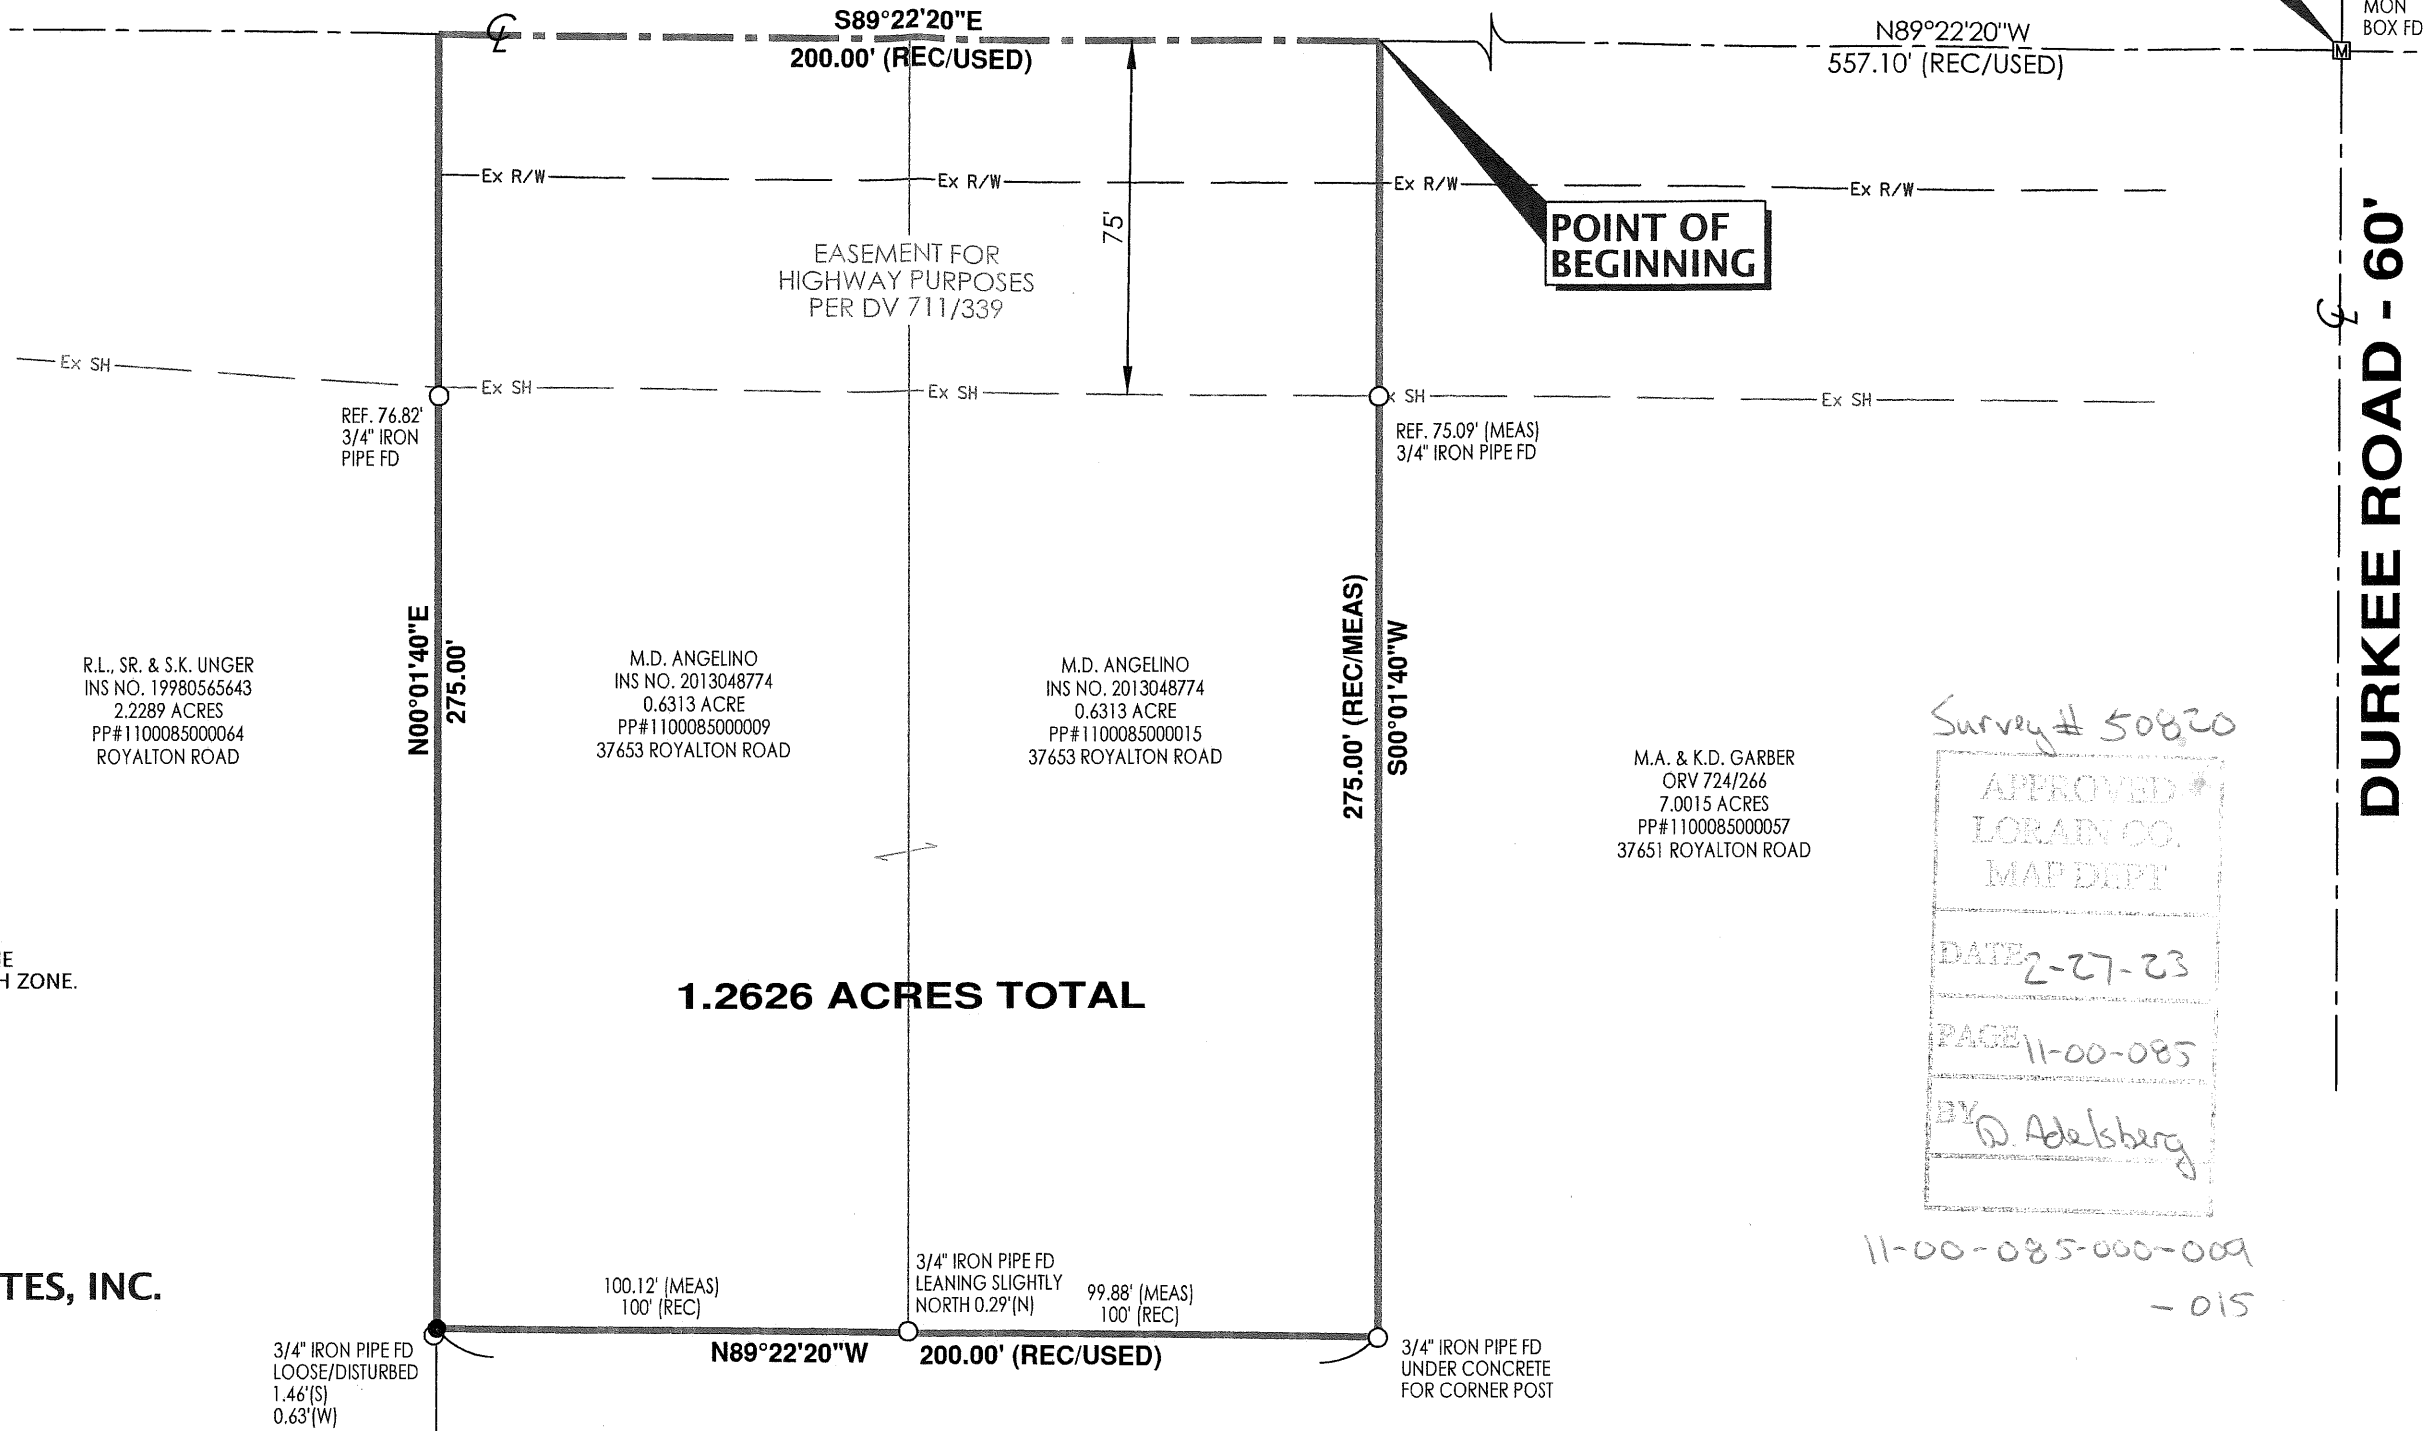 S89°22'20"E
200.00' (REC/USED)
N89°22'20"W
557.10' (REC/USED)
MON
BOX FD
M
Ex R/W
Ex R/W
Ex R/W
Ex R/W
75'
POINT OF
BEGINNING
EASEMENT FOR
HIGHWAY PURPOSES
PER DV 711/339
DURKEE ROAD - 60'
Ex SH
Ex SH
Ex SH
x SH
Ex SH
REF. 76.82'
3/4" IRON
PIPE FD
REF. 75.09' (MEAS)
3/4" IRON PIPE FD
N00°01'40"E
275.00'
275.00' (REC/MEAS)
S00°01'40"W
R.L., SR. & S.K. UNGER
INS NO. 19980565643
2.2289 ACRES
PP#1100085000064
ROYALTON ROAD
M.D. ANGELINO
INS NO. 2013048774
0.6313 ACRE
PP#1100085000009
37653 ROYALTON ROAD
M.D. ANGELINO
INS NO. 2013048774
0.6313 ACRE
PP#1100085000015
37653 ROYALTON ROAD
M.A. & K.D. GARBER
ORV 724/266
7.0015 ACRES
PP#1100085000057
37651 ROYALTON ROAD
Survey # 50820
APPROVED
LORAIN CO.
MAP DEPT
DATE 2-27-23
PAGE 11-00-085
BY D. Adelsberg
11-00-085-000-009
- 015
E
H ZONE.
1.2626 ACRES TOTAL
TES, INC.
100.12' (MEAS)
100' (REC)
3/4" IRON PIPE FD
LEANING SLIGHTLY
NORTH 0.29'(N)
99.88' (MEAS)
100' (REC)
N89°22'20"W 200.00' (REC/USED)
3/4" IRON PIPE FD
LOOSE/DISTURBED
1.46'(S)
0.63'(W)
3/4" IRON PIPE FD
UNDER CONCRETE
FOR CORNER POST